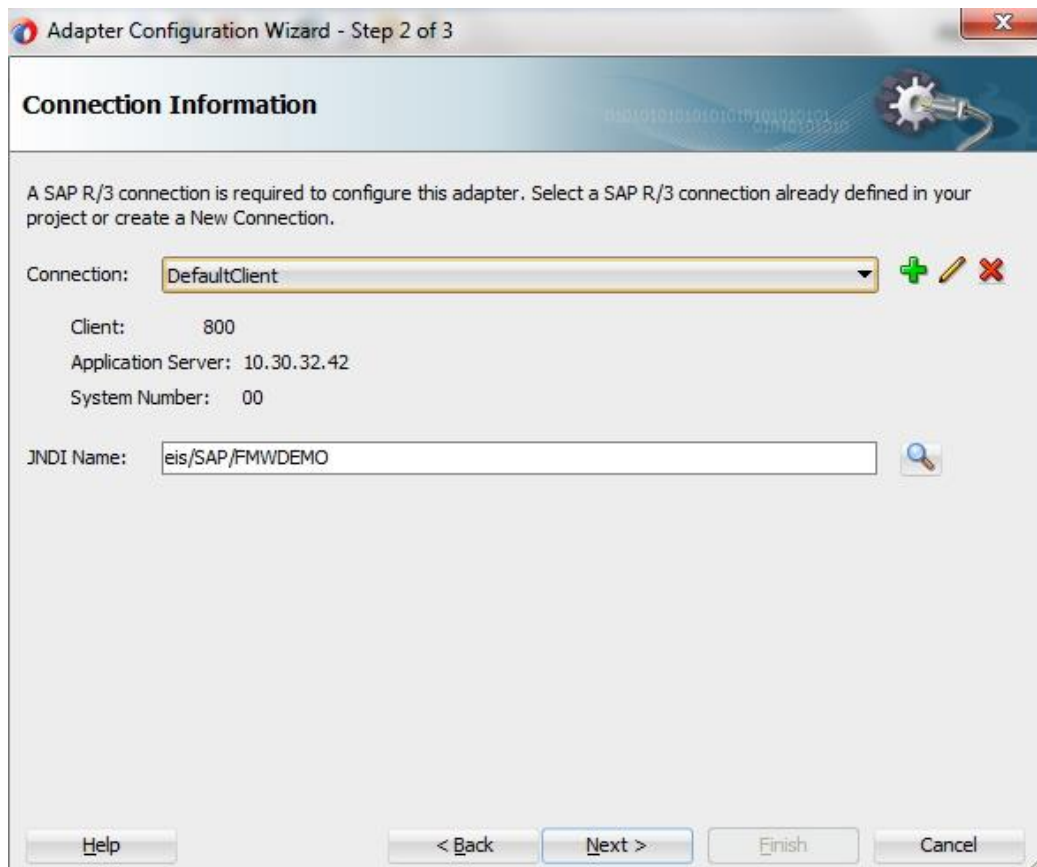 Adapter Configuration Wizard - Step 2 of 3
Connection Information
A SAP R/3 connection is required to configure this adapter. Select a SAP R/3 connection already defined in your
project or create a New Connection.
Connection: DefaultClient
Client: 800
Application Server: 10.30.32.42
System Number: 00
JNDI Name: eis/SAP/FMWDEMO
Help < Back Next > Finish Cancel